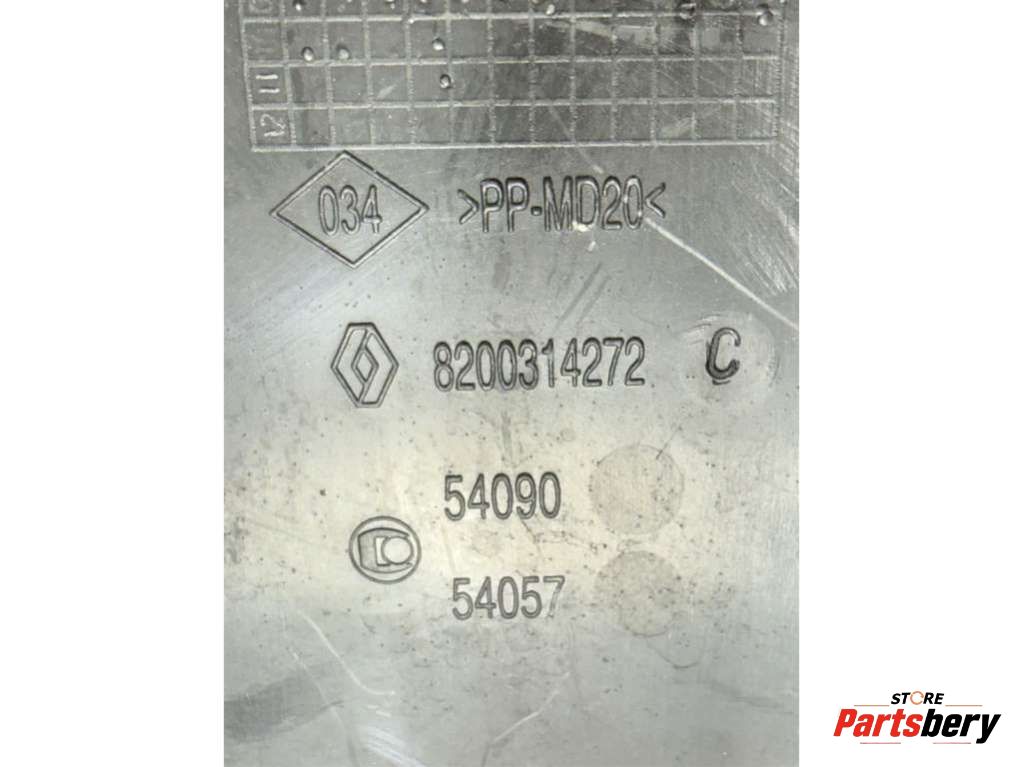 11
12
034 >PP-MD20<
8200314272 C
54090
54057
STORE
Partsbery